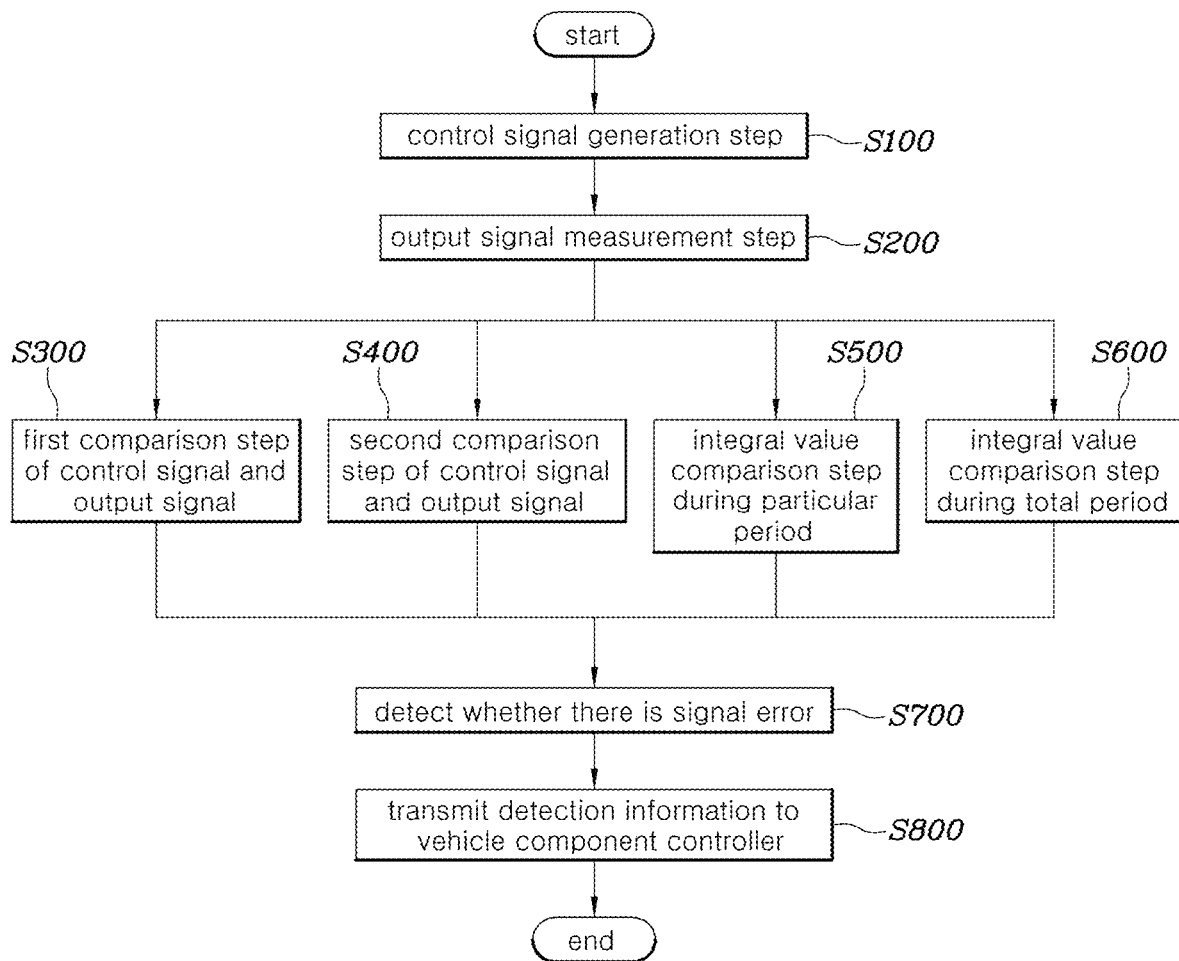 start
control signal generation step
S100
output signal measurement step
S200
S300
S400
S500
S600
first comparison step
of control signal and
output signal
second comparison
step of control signal
and output signal
integral value
comparison step
during particular
period
integral value
comparison step
during total period
detect whether there is signal error
S700
transmit detection information to
vehicle component controller
S800
end